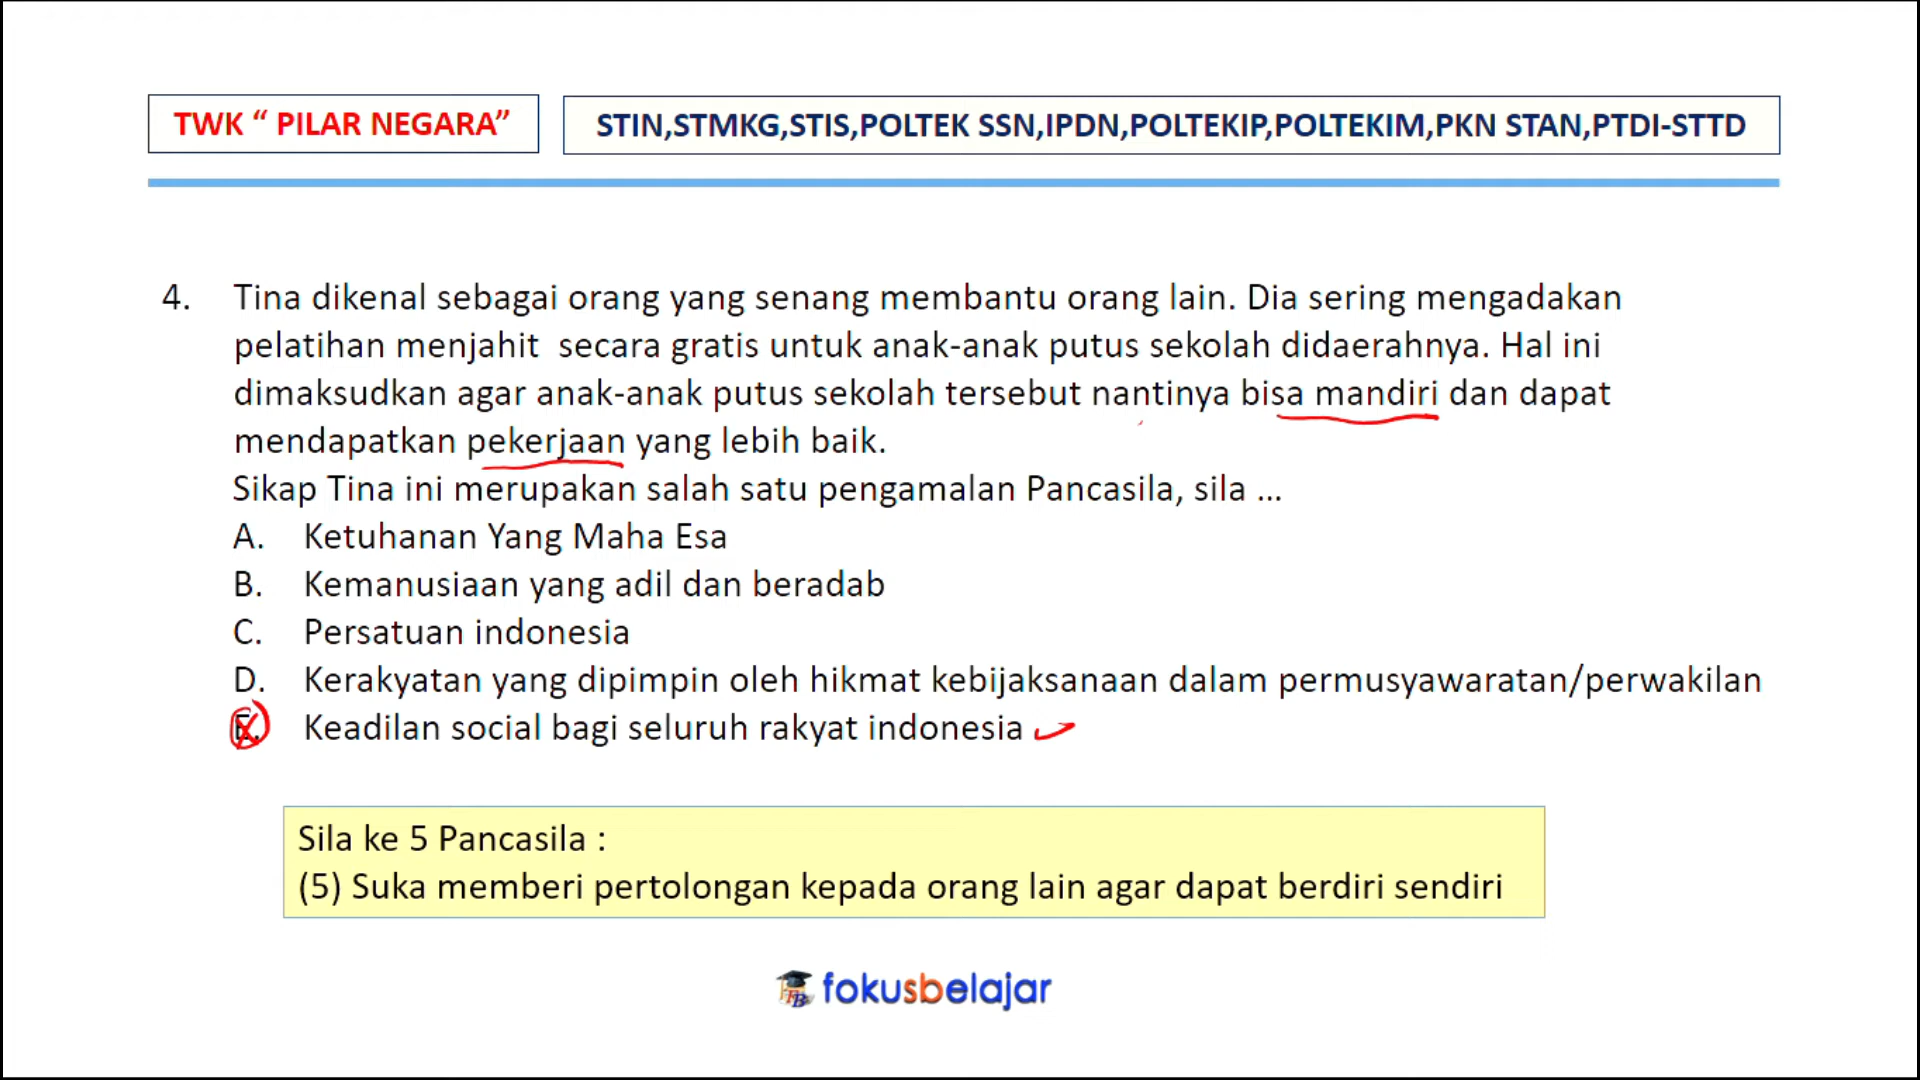 TWK “ PILAR NEGARA”
STIN,STMKG,STIS,POLTEK SSN,IPDN,POLTEKIP,POLTEKIM,PKN STAN,PTDI-STTD
4. Tina dikenal sebagai orang yang senang membantu orang lain. Dia sering mengadakan
pelatihan menjahit secara gratis untuk anak-anak putus sekolah didaerahnya. Hal ini
dimaksudkan agar anak-anak putus sekolah tersebut nantinya bisa mandiri dan dapat
mendapatkan pekerjaan yang lebih baik.
Sikap Tina ini merupakan salah satu pengamalan Pancasila, sila ...
A. Ketuhanan Yang Maha Esa
B. Kemanusiaan yang adil dan beradab
C. Persatuan indonesia
D. Kerakyatan yang dipimpin oleh hikmat kebijaksanaan dalam permusyawaratan/perwakilan
E. Keadilan social bagi seluruh rakyat indonesia
Sila ke 5 Pancasila :
(5) Suka memberi pertolongan kepada orang lain agar dapat berdiri sendiri
fokusbelajar